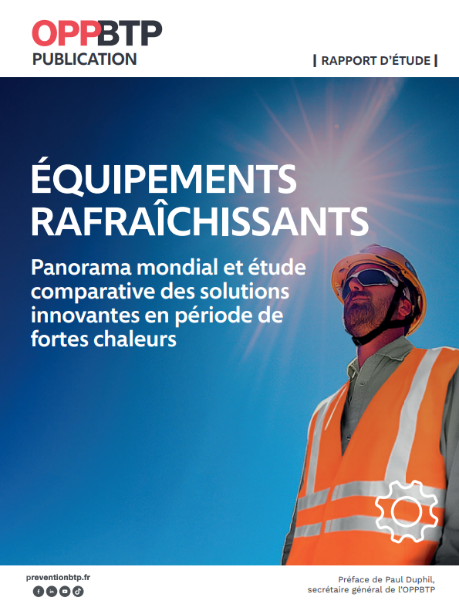 OPPBTP
PUBLICATION
| RAPPORT D'ÉTUDE |
ÉQUIPEMENTS
RAFRAÎCHISSANTS
Panorama mondial et étude
comparative des solutions
innovantes en période de
fortes chaleurs
preventionbtp.fr
Préface de Paul Duphil,
secrétaire général de l'OPPBTP